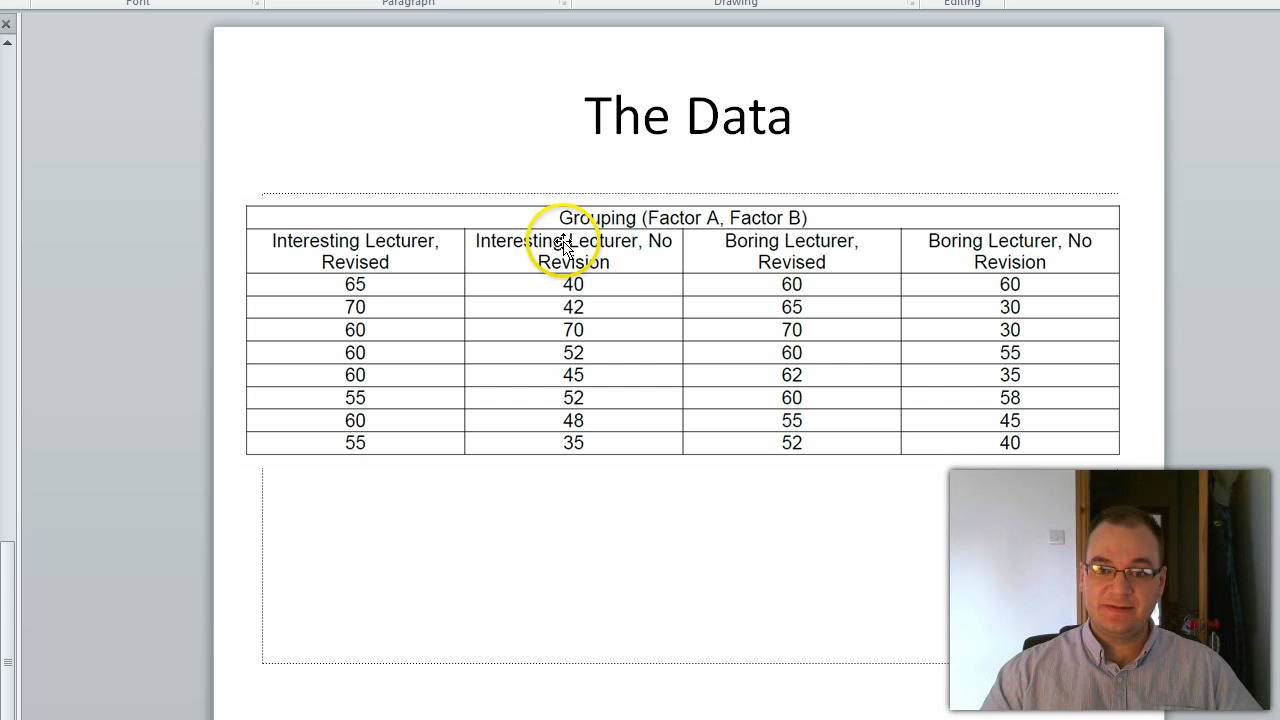 Font Paragraph Drawing Editing
The Data
Grouping (Factor A, Factor B)
Interesting Lecturer, Revised Interesting Lecturer, No Revision Boring Lecturer, Revised Boring Lecturer, No Revision
65 40 60 60
70 42 65 30
60 70 70 30
60 52 60 55
60 45 62 35
55 52 60 58
60 48 55 45
55 35 52 40